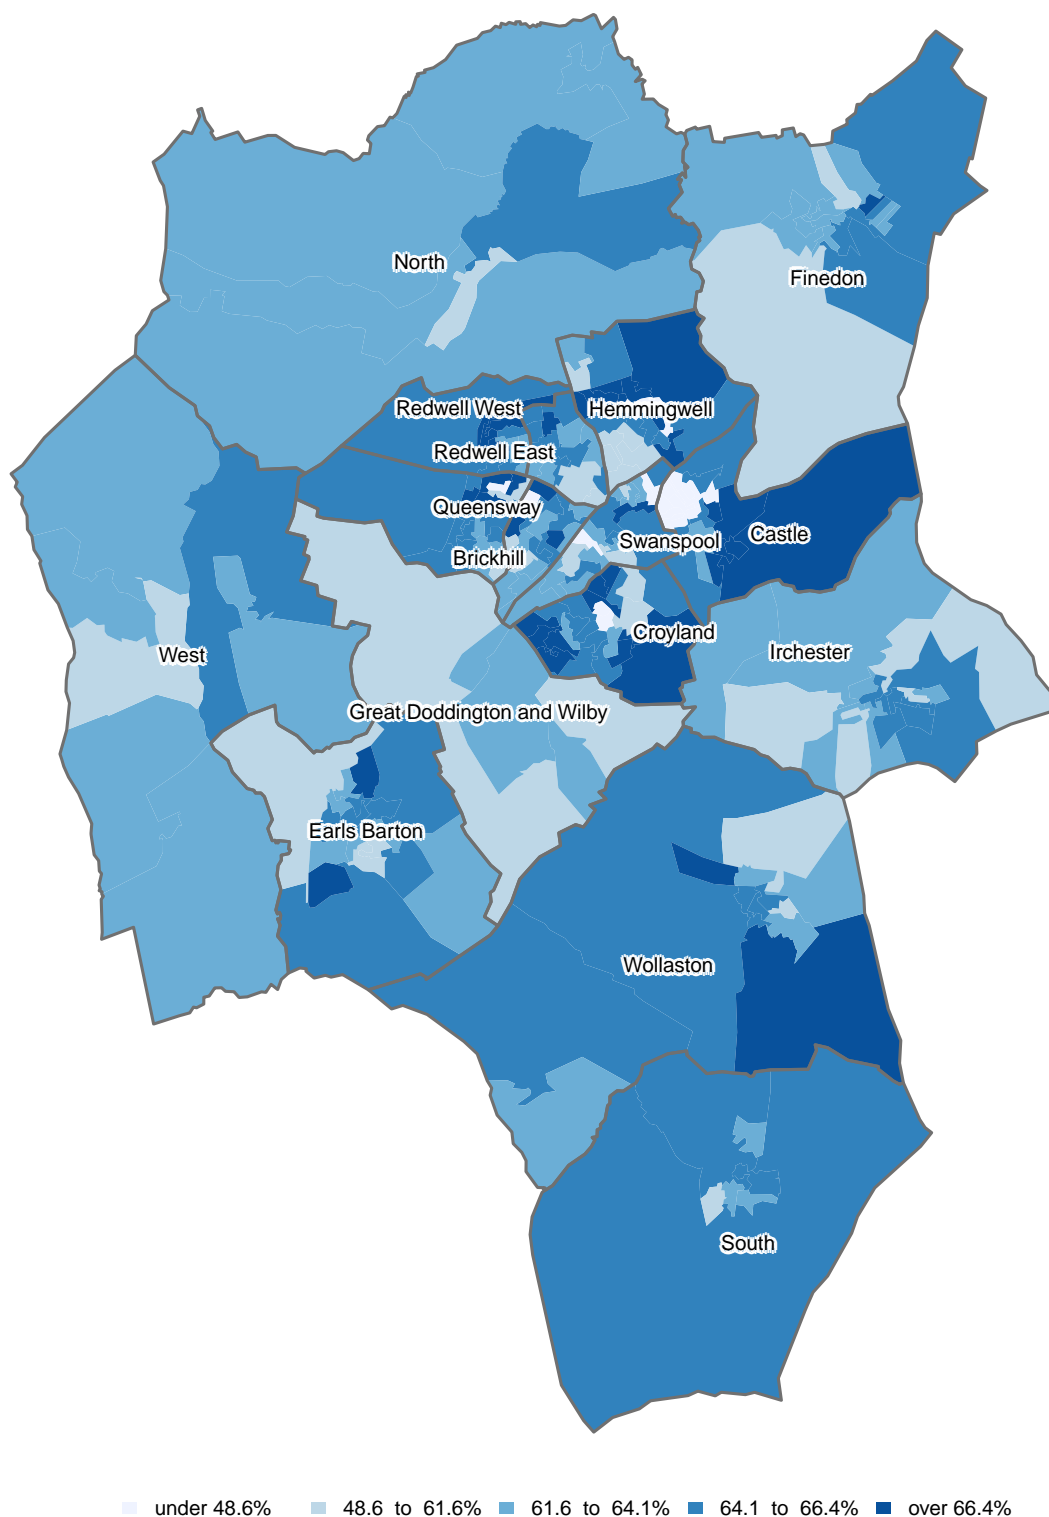 North
Finedon
Redwell West
Hemmingwell
Redwell East
Queensway
Castle
Swanspool
Brickhill
Croyland
Irchester
West
Great Doddington and Wilby
Earls Barton
Wollaston
South
under 48.6% 48.6 to 61.6% 61.6 to 64.1% 64.1 to 66.4% over 66.4%